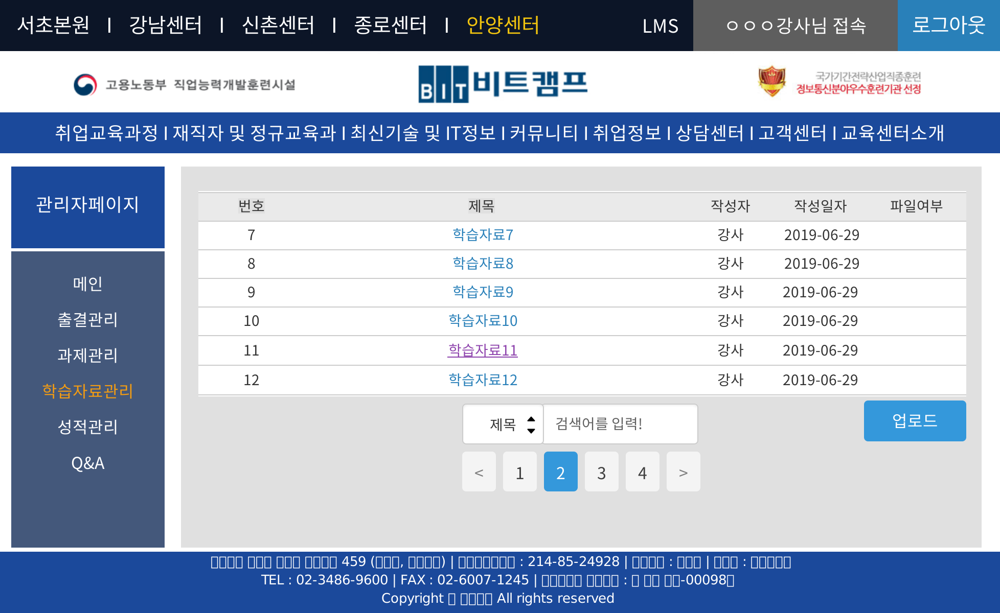 서초본원 I 강남센터 I 신촌센터 I 종로센터 I 안양센터 LMS ㅇㅇㅇ강사님 접속 로그아웃
고용노동부 직업능력개발훈련시설
BIT 비트캠프
국가기간전략산업직종훈련
정보통신분야우수훈련기관 선정
취업교육과정 I 재직자 및 정규교육과 I 최신기술 및 IT정보 I 커뮤니티 I 취업정보 I 상담센터 I 고객센터 I 교육센터소개
관리자페이지
메인
출결관리
과제관리
학습자료관리
성적관리
Q&A
번호 제목 작성자 작성일자 파일여부
7 학습자료7 강사 2019-06-29
8 학습자료8 강사 2019-06-29
9 학습자료9 강사 2019-06-29
10 학습자료10 강사 2019-06-29
11 학습자료11 강사 2019-06-29
12 학습자료12 강사 2019-06-29
제목 검색어를 입력! 업로드
< 1 2 3 4 >
459 ( , ) | : 214-85-24928 | : | :
TEL : 02-3486-9600 | FAX : 02-6007-1245 | : -00098
Copyright All rights reserved